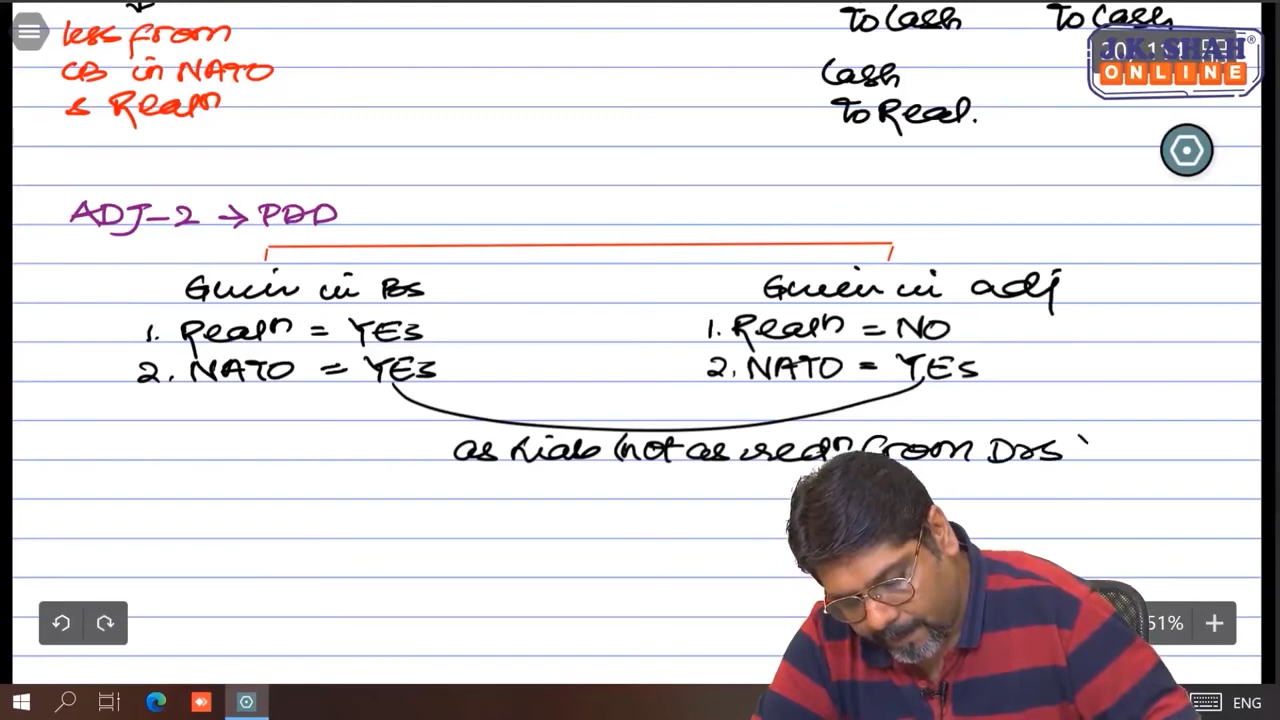 less from
CB in NATO
& Realn
To Cash
To Cash
Cash
To Real.
J.K. SHAH®
ONLINE
ADJ-2 → PDD
Given in BS
1. Realn = YES
2. NATO = YES
Given in adj
1. Realn = NO
2. NATO = YES
as Liab (not as redn from Drs
51%
ENG